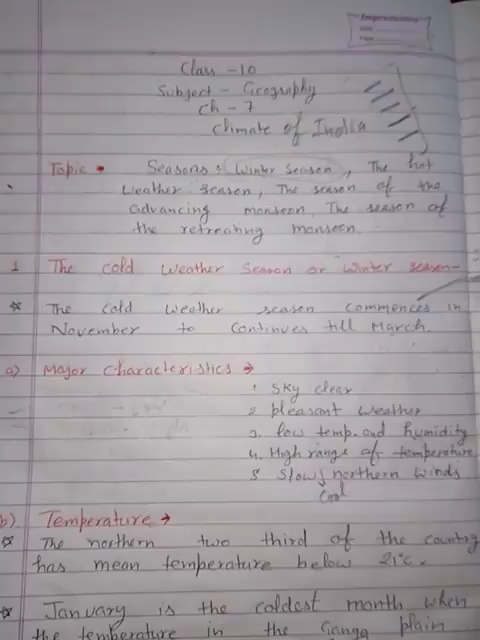 Class - 10
Subject - Geography
Ch - 7
Climate of India
Topic • Seasons: Winter season, The hot
weather season, The season of the
advancing monsoon, The season of
the retreating monsoon.
1 The cold weather season or winter season-
☆ The cold weather season commences in
November to continues till March.
a) Major characteristics →
1. Sky clear
2. pleasant weather
3. low temp. and humidity
4. High range of temperature
5. Slow, northern winds
Cool
b) Temperature →
☆ The northern two third of the country
has mean temperature below 21°c.
☆ January is the coldest month when
the temperature in the Ganga plain